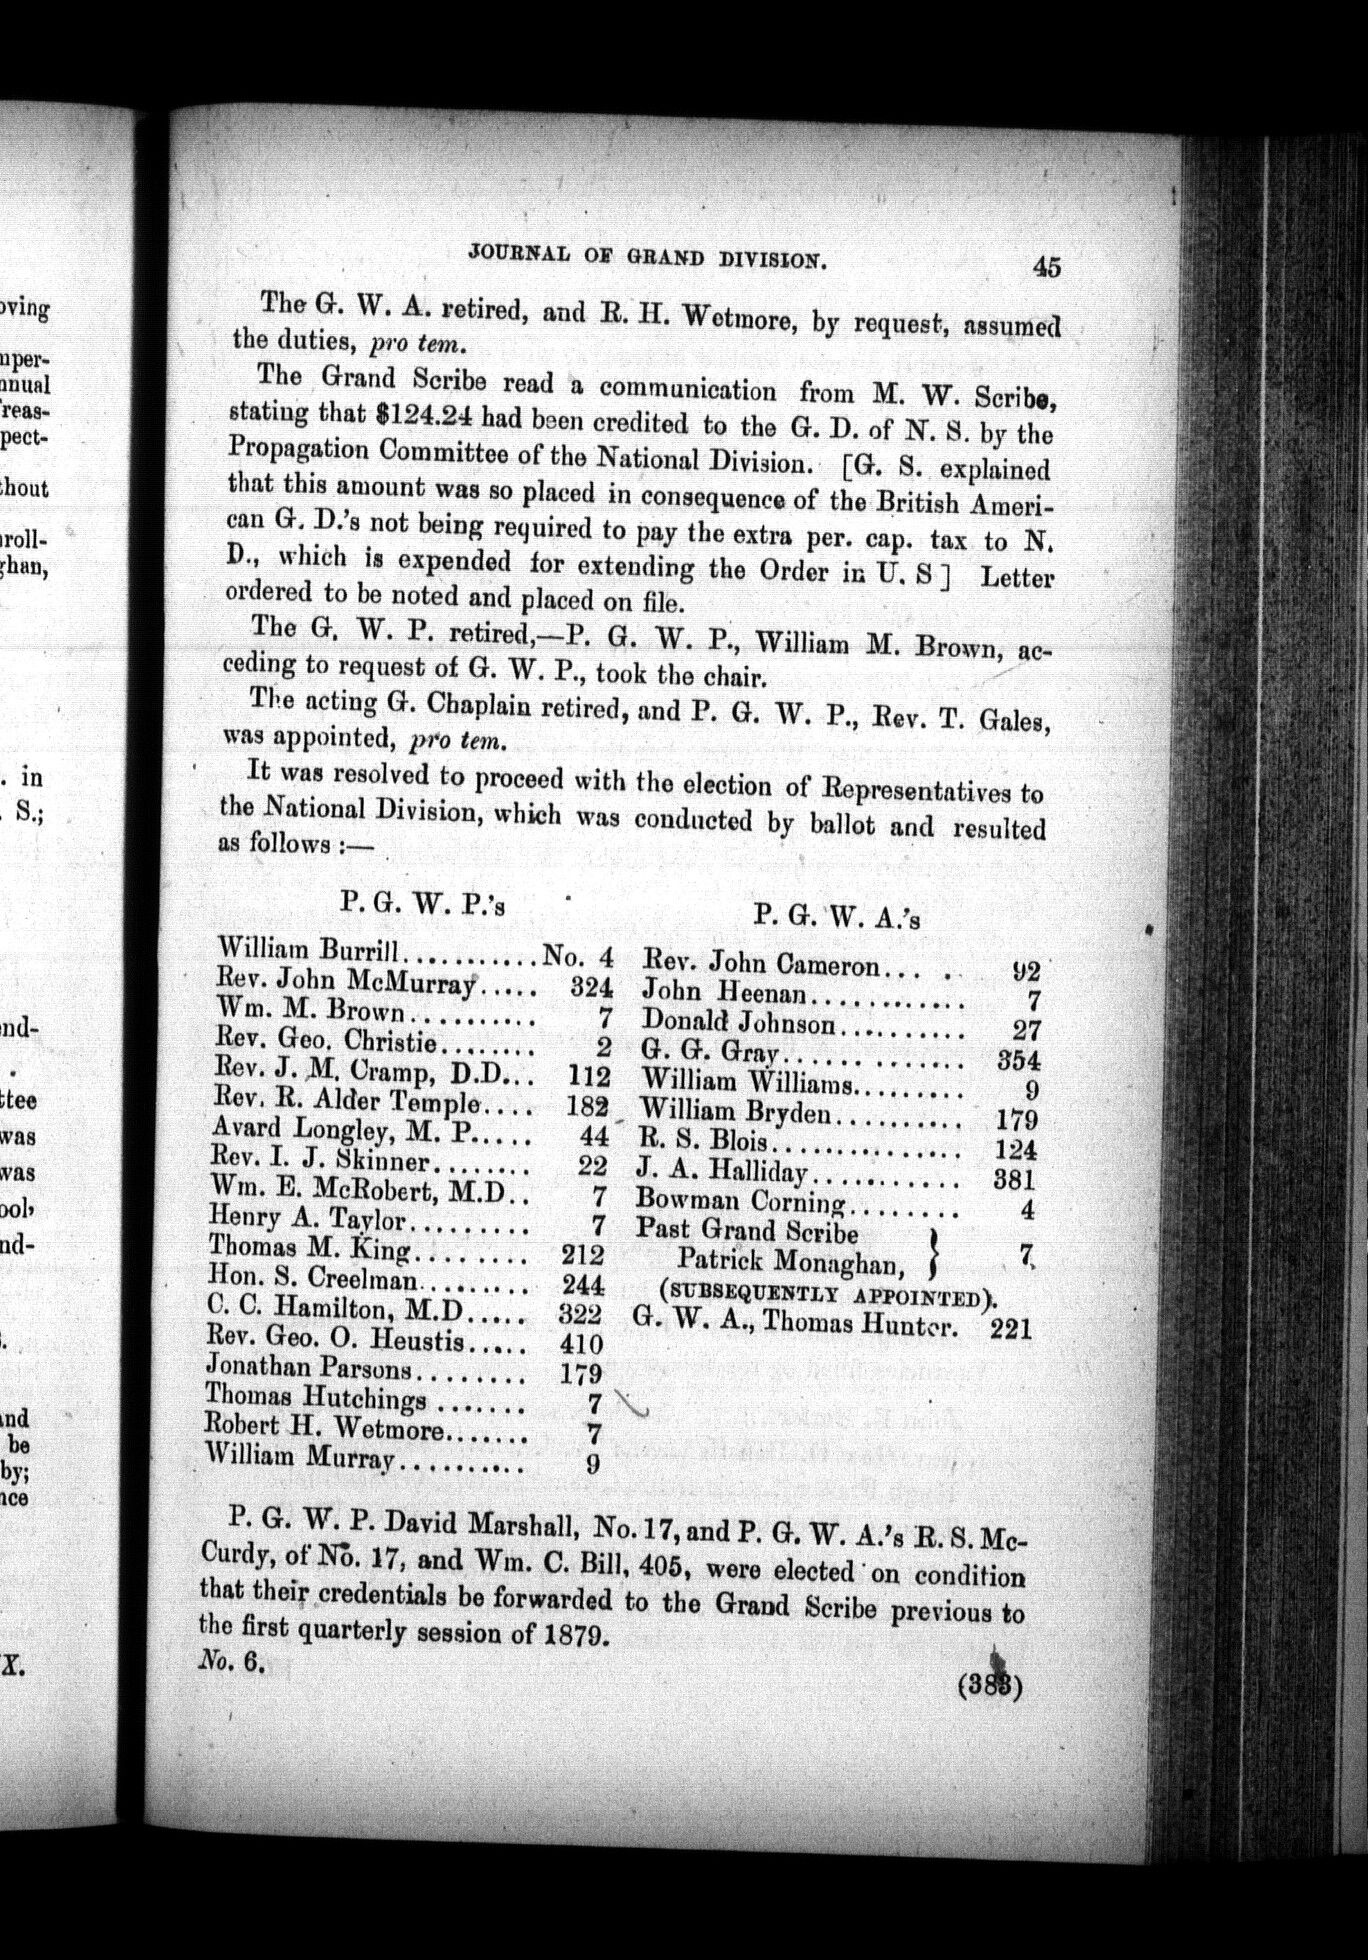 JOURNAL OF GRAND DIVISION. 45
The G. W. A. retired, and R. H. Wetmore, by request, assumed
the duties, pro tem.
The Grand Scribe read a communication from M. W. Scribe,
stating that $124.24 had been credited to the G. D. of N. S. by the
Propagation Committee of the National Division. [G. S. explained
that this amount was so placed in consequence of the British Ameri-
can G. D.'s not being required to pay the extra per. cap. tax to N.
D., which is expended for extending the Order in U. S ] Letter
ordered to be noted and placed on file.
The G. W. P. retired,—P. G. W. P., William M. Brown, ac-
ceding to request of G. W. P., took the chair.
The acting G. Chaplain retired, and P. G. W. P., Rev. T. Gales,
was appointed, pro tem.
It was resolved to proceed with the election of Representatives to
the National Division, which was conducted by ballot and resulted
as follows :—
P. G. W. P.'s
William Burrill...........No. 4
Rev. John McMurray..... 324
Wm. M. Brown.......... 7
Rev. Geo. Christie........ 2
Rev. J. M. Cramp, D.D... 112
Rev. R. Alder Temple.... 182
Avard Longley, M. P..... 44
Rev. I. J. Skinner........ 22
Wm. E. McRobert, M.D.. 7
Henry A. Taylor......... 7
Thomas M. King......... 212
Hon. S. Creelman......... 244
C. C. Hamilton, M.D..... 322
Rev. Geo. O. Heustis..... 410
Jonathan Parsons........ 179
Thomas Hutchings ....... 7
Robert H. Wetmore....... 7
William Murray.......... 9
P. G. W. A.'s
Rev. John Cameron... . 92
John Heenan............ 7
Donald Johnson.......... 27
G. G. Gray............. 354
William Williams......... 9
William Bryden.......... 179
R. S. Blois............... 124
J. A. Halliday........... 381
Bowman Corning........ 4
Past Grand Scribe
Patrick Monaghan, } 7
(SUBSEQUENTLY APPOINTED).
G. W. A., Thomas Hunter. 221
P. G. W. P. David Marshall, No. 17, and P. G. W. A.'s R. S. Mc-
Curdy, of No. 17, and Wm. C. Bill, 405, were elected on condition
that their credentials be forwarded to the Grand Scribe previous to
the first quarterly session of 1879.
No. 6. (383)